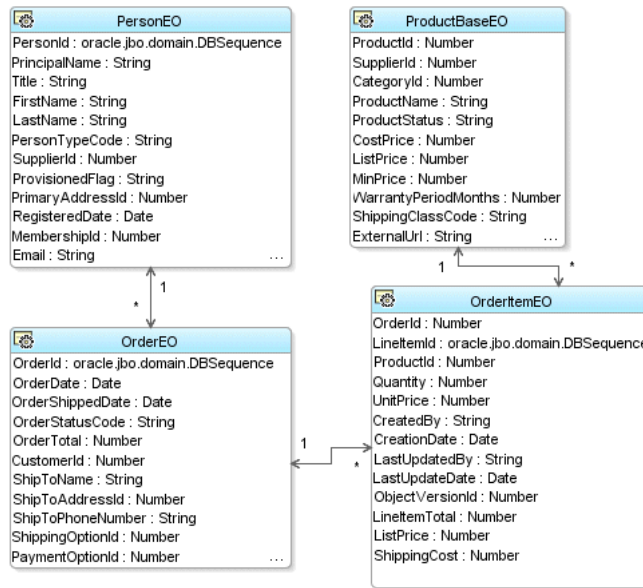 PersonEO
PersonId : oracle.jbo.domain.DBSequence
PrincipalName : String
Title : String
FirstName : String
LastName : String
PersonTypeCode : String
SupplierId : Number
ProvisionedFlag : String
PrimaryAddressId : Number
RegisteredDate : Date
MembershipId : Number
Email : String ...
ProductBaseEO
ProductId : Number
SupplierId : Number
CategoryId : Number
ProductName : String
ProductStatus : String
CostPrice : Number
ListPrice : Number
MinPrice : Number
WarrantyPeriodMonths : Number
ShippingClassCode : String
ExternalUrl : String ...
1
*
1
*
OrderEO
OrderId : oracle.jbo.domain.DBSequence
OrderDate : Date
OrderShippedDate : Date
OrderStatusCode : String
OrderTotal : Number
CustomerId : Number
ShipToName : String
ShipToAddressId : Number
ShipToPhoneNumber : String
ShippingOptionId : Number
PaymentOptionId : Number ...
1
*
OrderItemEO
OrderId : Number
LineItemId : oracle.jbo.domain.DBSequence
ProductId : Number
Quantity : Number
UnitPrice : Number
CreatedBy : String
CreationDate : Date
LastUpdatedBy : String
LastUpdateDate : Date
ObjectVersionId : Number
LineItemTotal : Number
ListPrice : Number
ShippingCost : Number